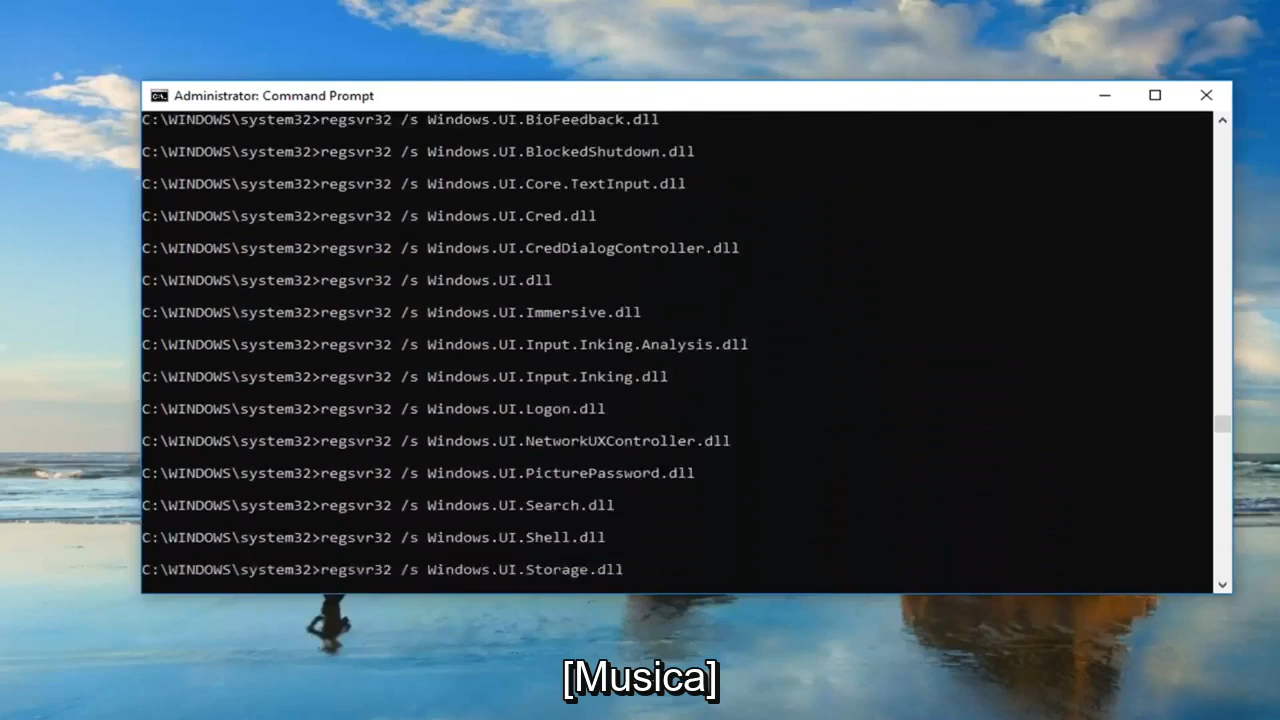 Administrator: Command Prompt
C:\WINDOWS\system32>regsvr32 /s Windows.UI.BioFeedback.dll
C:\WINDOWS\system32>regsvr32 /s Windows.UI.BlockedShutdown.dll
C:\WINDOWS\system32>regsvr32 /s Windows.UI.Core.TextInput.dll
C:\WINDOWS\system32>regsvr32 /s Windows.UI.Cred.dll
C:\WINDOWS\system32>regsvr32 /s Windows.UI.CredDialogController.dll
C:\WINDOWS\system32>regsvr32 /s Windows.UI.dll
C:\WINDOWS\system32>regsvr32 /s Windows.UI.Immersive.dll
C:\WINDOWS\system32>regsvr32 /s Windows.UI.Input.Inking.Analysis.dll
C:\WINDOWS\system32>regsvr32 /s Windows.UI.Input.Inking.dll
C:\WINDOWS\system32>regsvr32 /s Windows.UI.Logon.dll
C:\WINDOWS\system32>regsvr32 /s Windows.UI.NetworkUXController.dll
C:\WINDOWS\system32>regsvr32 /s Windows.UI.PicturePassword.dll
C:\WINDOWS\system32>regsvr32 /s Windows.UI.Search.dll
C:\WINDOWS\system32>regsvr32 /s Windows.UI.Shell.dll
C:\WINDOWS\system32>regsvr32 /s Windows.UI.Storage.dll
[Musica]